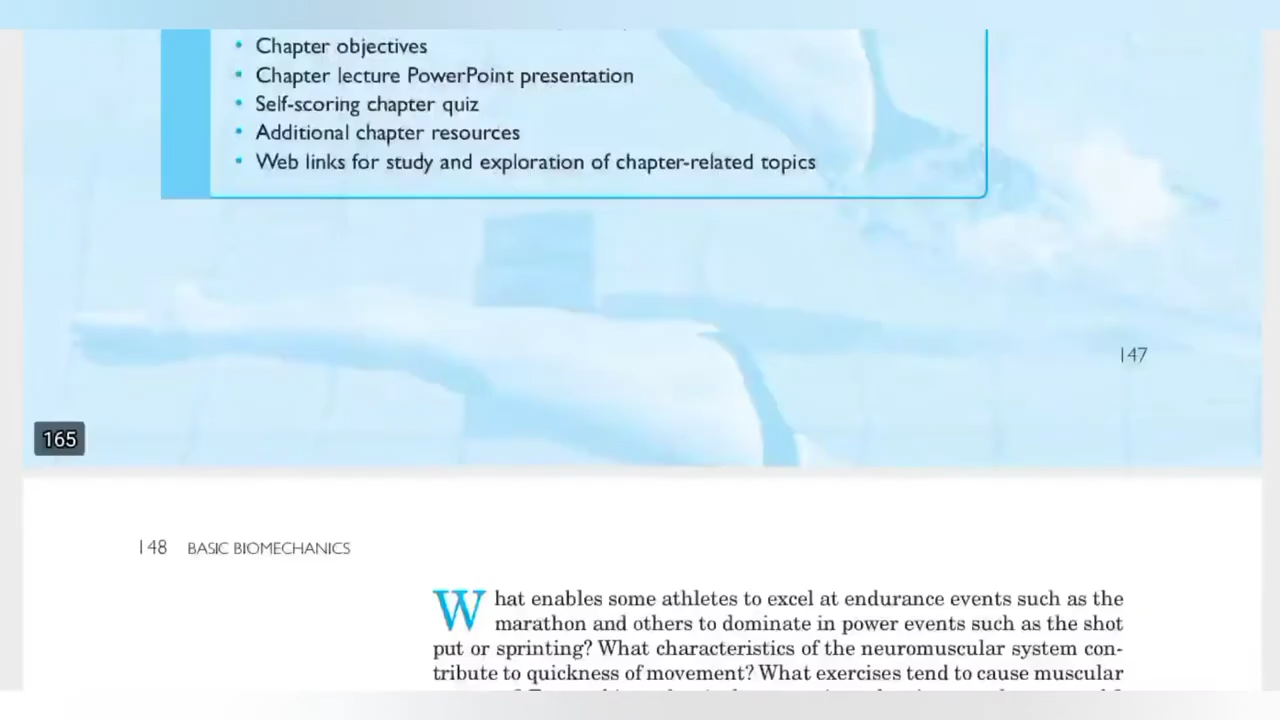 • Chapter objectives
• Chapter lecture PowerPoint presentation
• Self-scoring chapter quiz
• Additional chapter resources
• Web links for study and exploration of chapter-related topics
147
165
148 BASIC BIOMECHANICS
What enables some athletes to excel at endurance events such as the
marathon and others to dominate in power events such as the shot
put or sprinting? What characteristics of the neuromuscular system con-
tribute to quickness of movement? What exercises tend to cause muscular